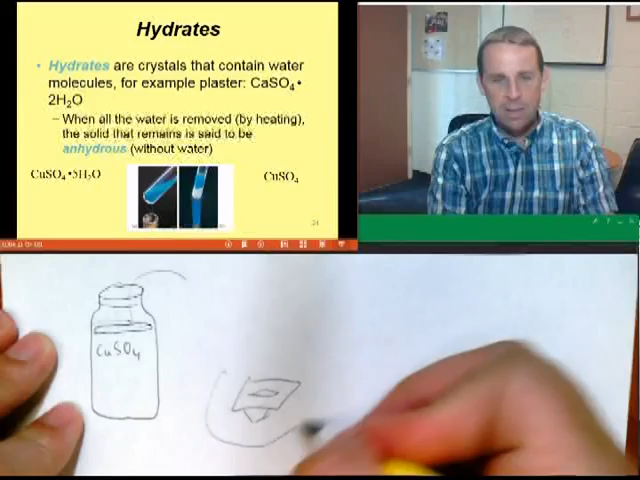 Hydrates
• Hydrates are crystals that contain water
molecules, for example plaster: CaSO₄•
2H₂O
– When all the water is removed (by heating),
the solid that remains is said to be
anhydrous (without water)
CuSO₄ •5H₂O
CuSO₄
CuSO₄